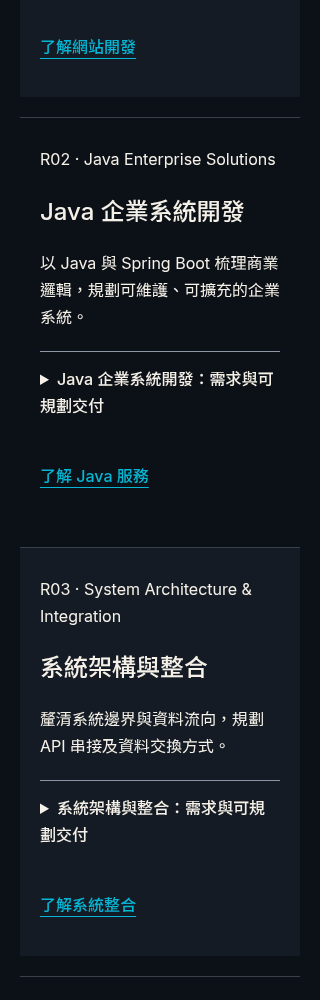 了解網站開發
R02 · Java Enterprise Solutions
Java 企業系統開發
以 Java 與 Spring Boot 梳理商業
邏輯，規劃可維護、可擴充的企業
系統。
Java 企業系統開發：需求與可
規劃交付
了解 Java 服務
R03 · System Architecture &
Integration
系統架構與整合
釐清系統邊界與資料流向，規劃
API 串接及資料交換方式。
系統架構與整合：需求與可規
劃交付
了解系統整合